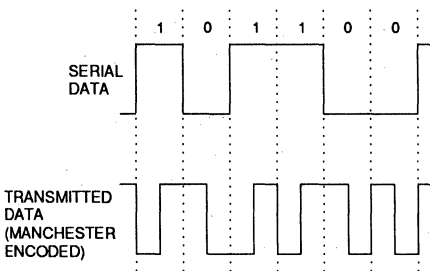 1 0 1 1 0 0
SERIAL
DATA
TRANSMITTED
DATA
(MANCHESTER
ENCODED)